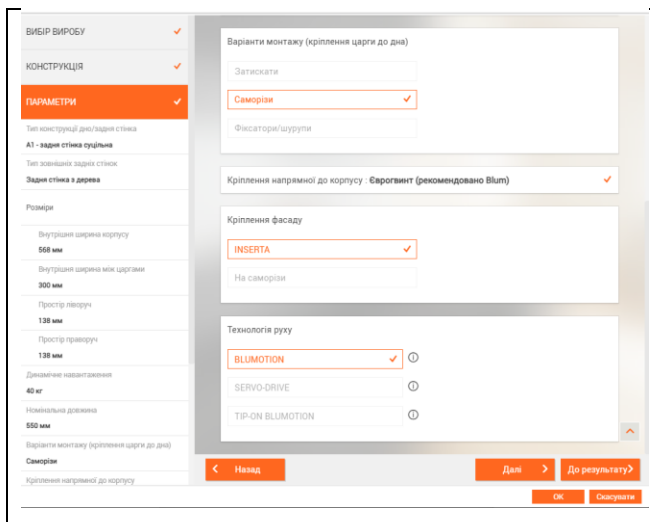 ВИБІР ВИРОБУ
КОНСТРУКЦІЯ
ПАРАМЕТРИ
Тип конструкції дно/задня стінка
А1 - задня стінка суцільна
Тип зовнішніх задніх стінок
Задня стінка з дерева
Розміри
Внутрішня ширина корпусу
568 мм
Внутрішня ширина між царгами
300 мм
Простір ліворуч
138 мм
Простір праворуч
138 мм
Динамічне навантаження
40 кг
Номінальна довжина
550 мм
Варіанти монтажу (кріплення царги до дна)
Саморізи
Кріплення напрямної до корпусу
Варіанти монтажу (кріплення царги до дна)
Затискати
Саморізи
Фіксатори/шурупи
Кріплення напрямної до корпусу : Єврогвинт (рекомендовано Blum)
Кріплення фасаду
INSERTA
На саморізи
Технологія руху
BLUMOTION
SERVO-DRIVE
TIP-ON BLUMOTION
Назад
Далі
До результату
ОК
Скасувати